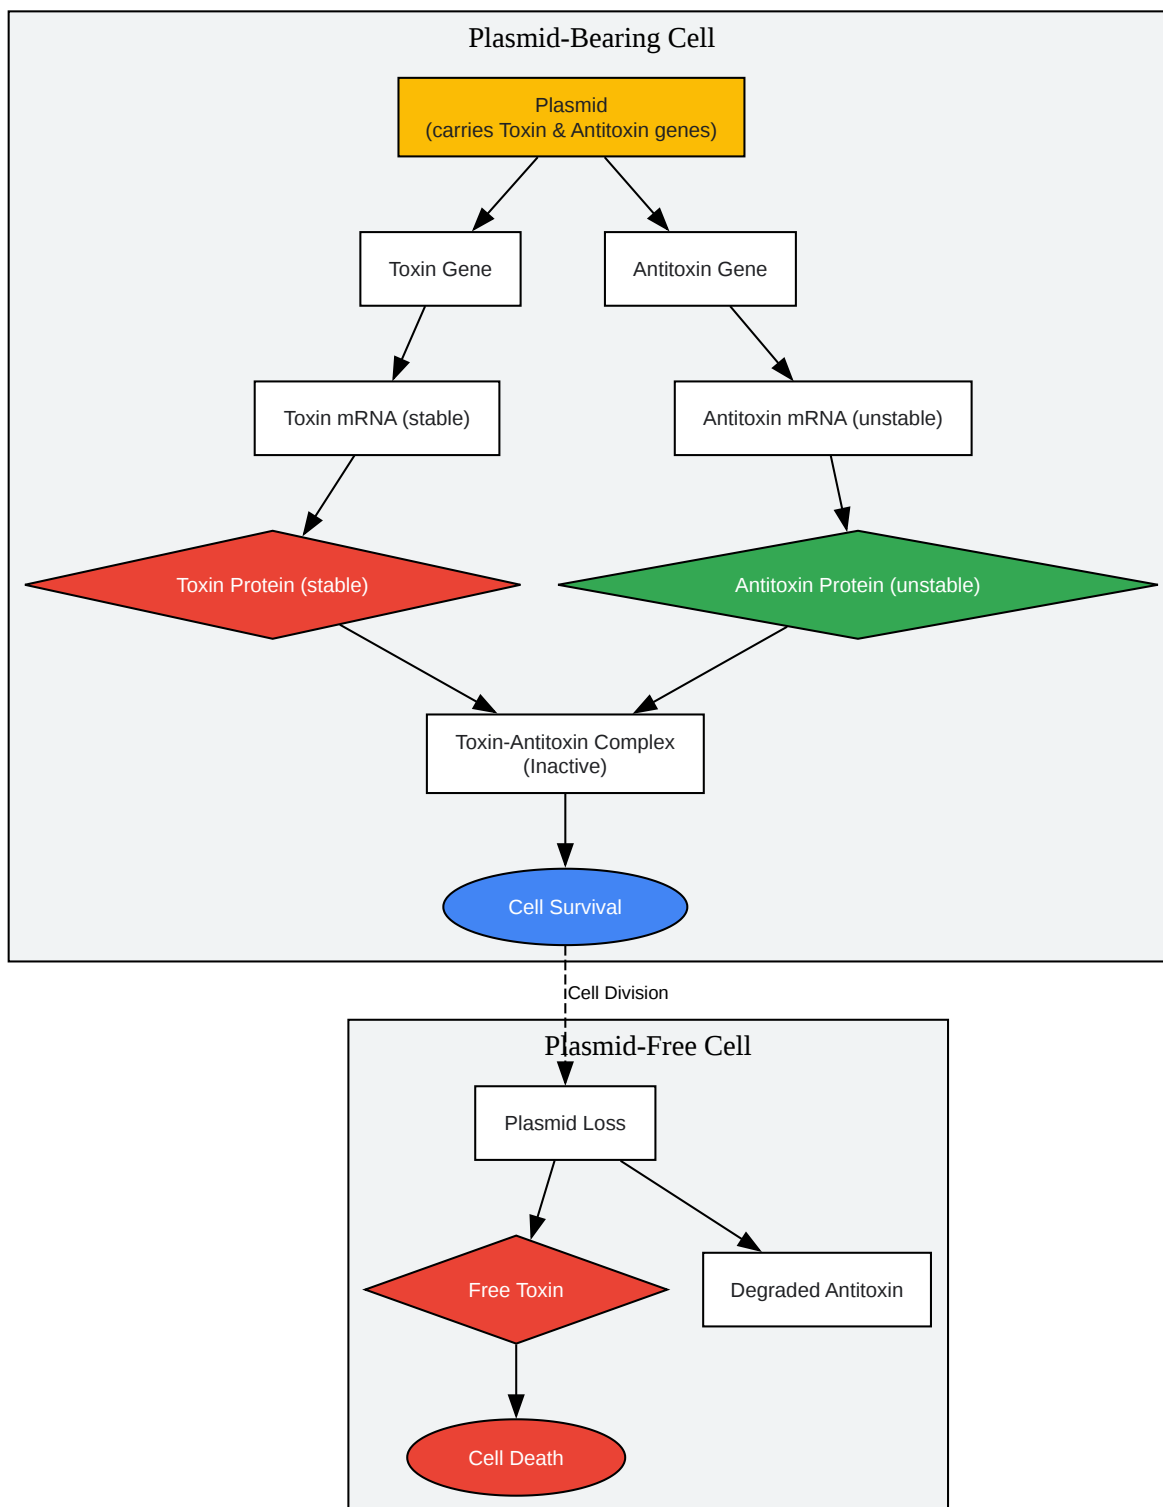 Plasmid-Bearing Cell
Plasmid
(carries Toxin & Antitoxin genes)
Toxin Gene
Antitoxin Gene
Toxin mRNA (stable)
Antitoxin mRNA (unstable)
Toxin Protein (stable)
Antitoxin Protein (unstable)
Toxin-Antitoxin Complex
(Inactive)
Cell Survival
Cell Division
Plasmid-Free Cell
Plasmid Loss
Free Toxin
Degraded Antitoxin
Cell Death